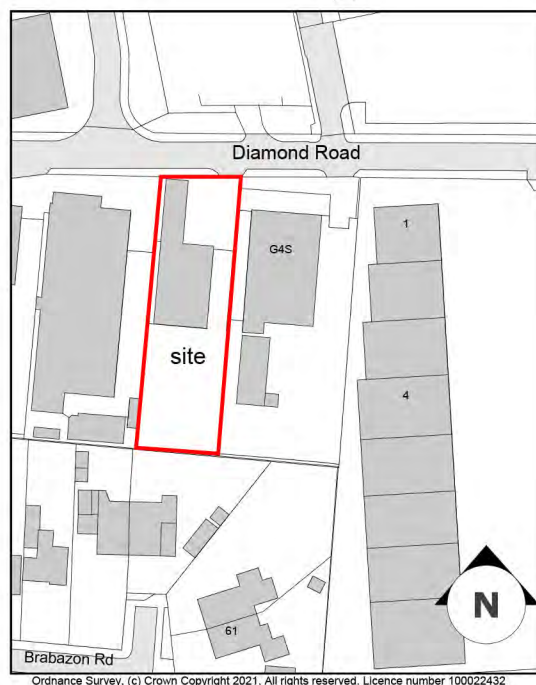 Diamond Road
G4S
1
site
4
N
61
Brabazon Rd
Ordnance Survey, (c) Crown Copyright 2021. All rights reserved. Licence number 100022432